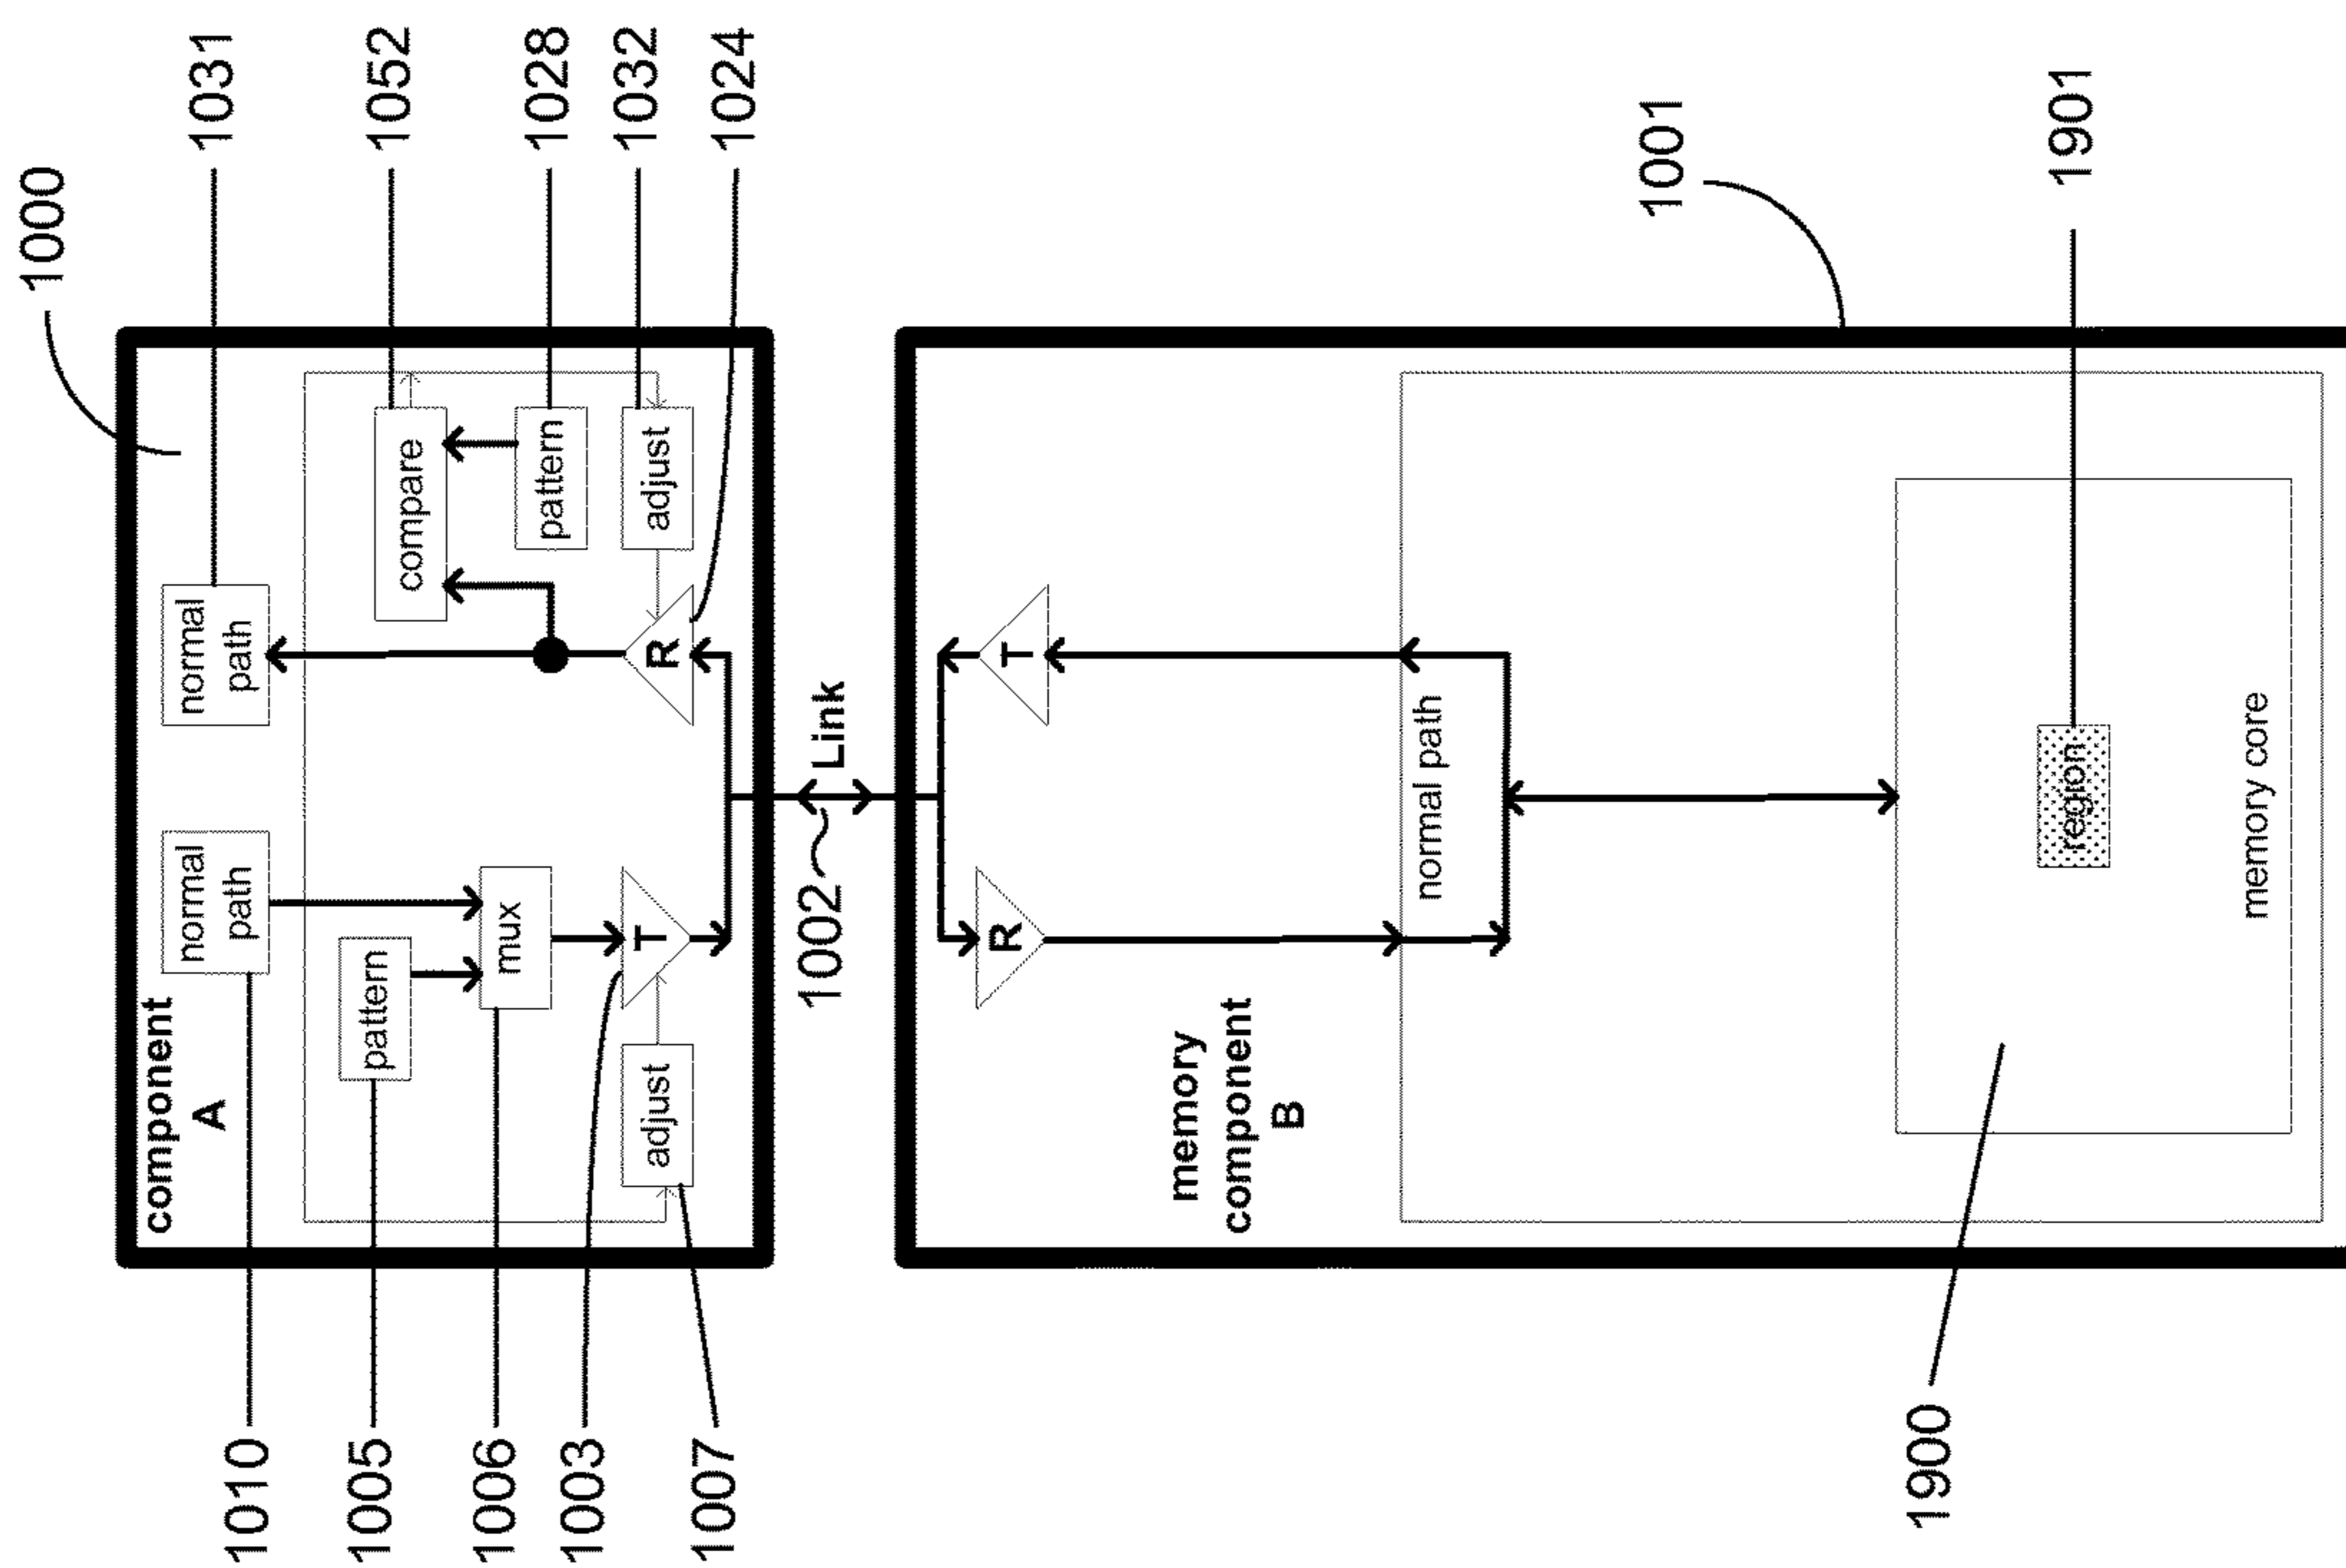 1000
1031
1052
1028
1032
1024
1010
1005
1006
1003
1007
component
A
normal
path
normal
path
pattern
mux
T
adjust
compare
pattern
adjust
R
1002
Link
1001
memory
component
B
R
T
normal path
1900
1901
region
memory core